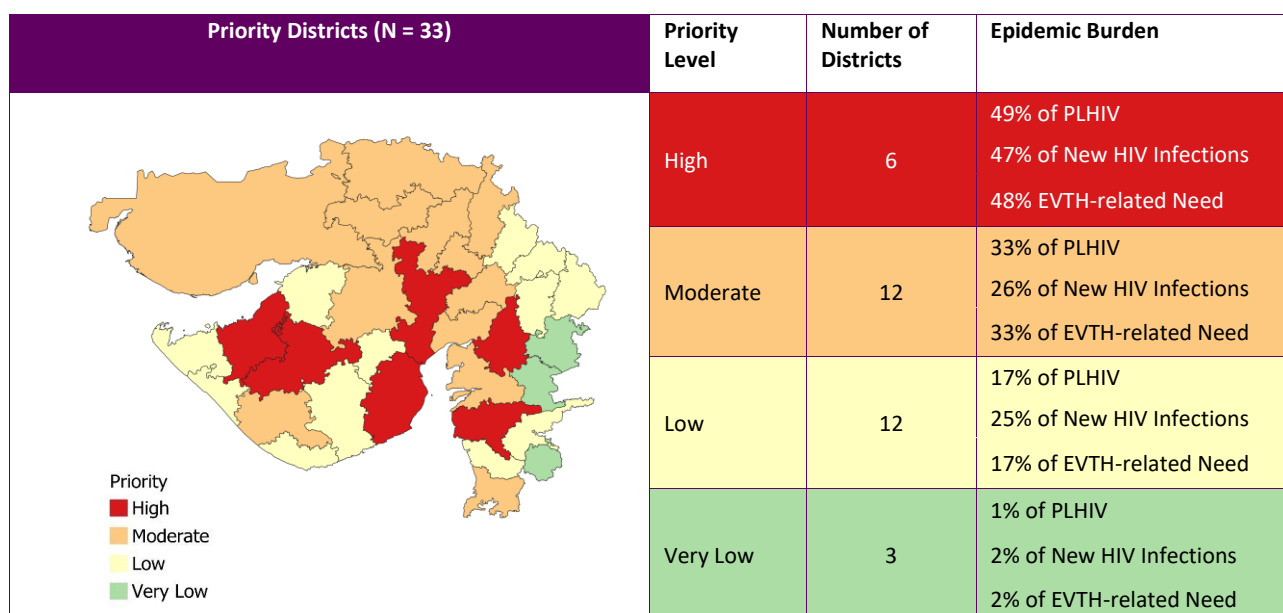 Priority Districts (N = 33)
Priority
Level
Number of
Districts
Epidemic Burden
High
6
49% of PLHIV
47% of New HIV Infections
48% EVTH-related Need
Moderate
12
33% of PLHIV
26% of New HIV Infections
33% of EVTH-related Need
Low
12
17% of PLHIV
25% of New HIV Infections
17% of EVTH-related Need
Very Low
3
1% of PLHIV
2% of New HIV Infections
2% of EVTH-related Need
Priority
High
Moderate
Low
Very Low